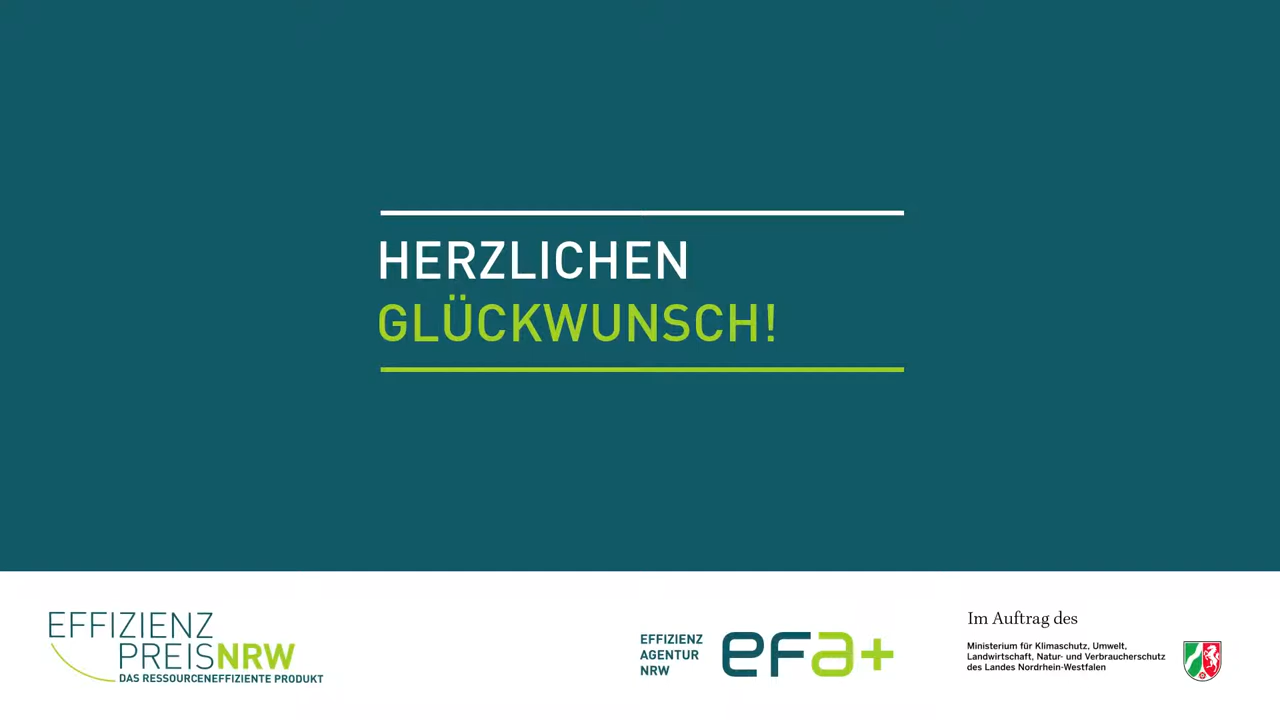 HERZLICHEN
GLÜCKWUNSCH!
EFFIZIENZ
PREISNRW
DAS RESSOURCENEFFIZIENTE PRODUKT
EFFIZIENZ
AGENTUR
NRW
efa+
Im Auftrag des
Ministerium für Klimaschutz, Umwelt,
Landwirtschaft, Natur- und Verbraucherschutz
des Landes Nordrhein-Westfalen